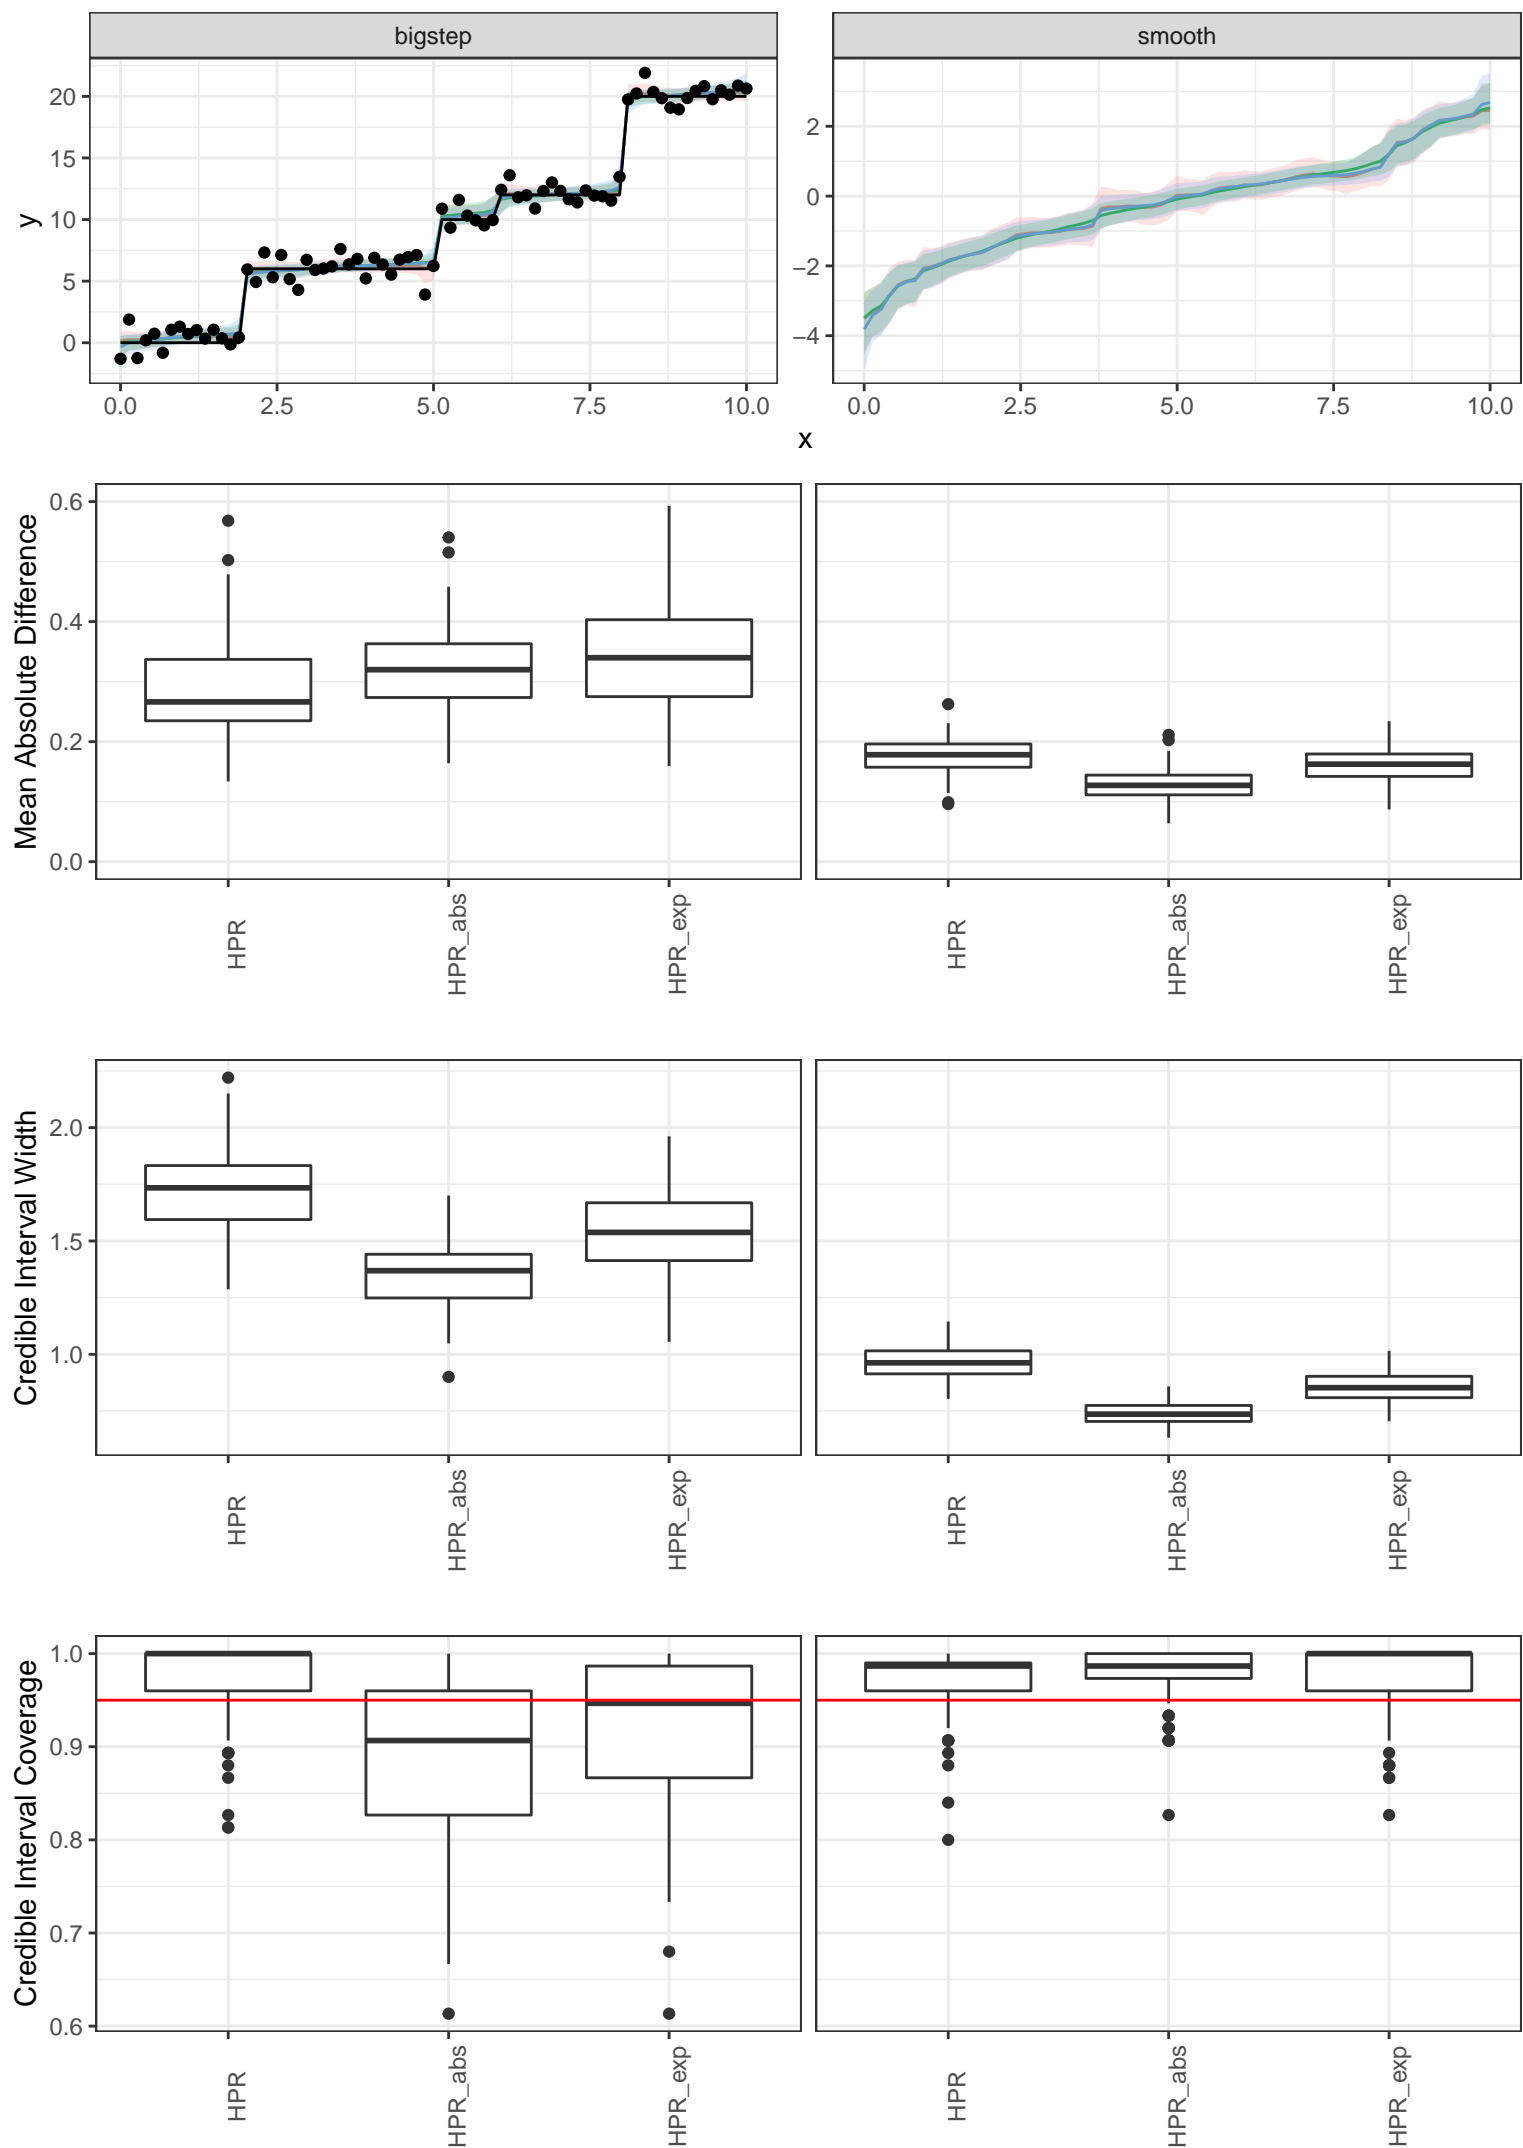 bigstep
smooth
y
20
15
10
5
0
2
0
−2
−4
0.0 2.5 5.0 7.5 10.0
0.0 2.5 5.0 7.5 10.0
x
Mean Absolute Difference
0.6
0.4
0.2
0.0
HPR
HPR_abs
HPR_exp
HPR
HPR_abs
HPR_exp
Credible Interval Width
2.0
1.5
1.0
HPR
HPR_abs
HPR_exp
HPR
HPR_abs
HPR_exp
Credible Interval Coverage
1.0
0.9
0.8
0.7
0.6
HPR
HPR_abs
HPR_exp
HPR
HPR_abs
HPR_exp